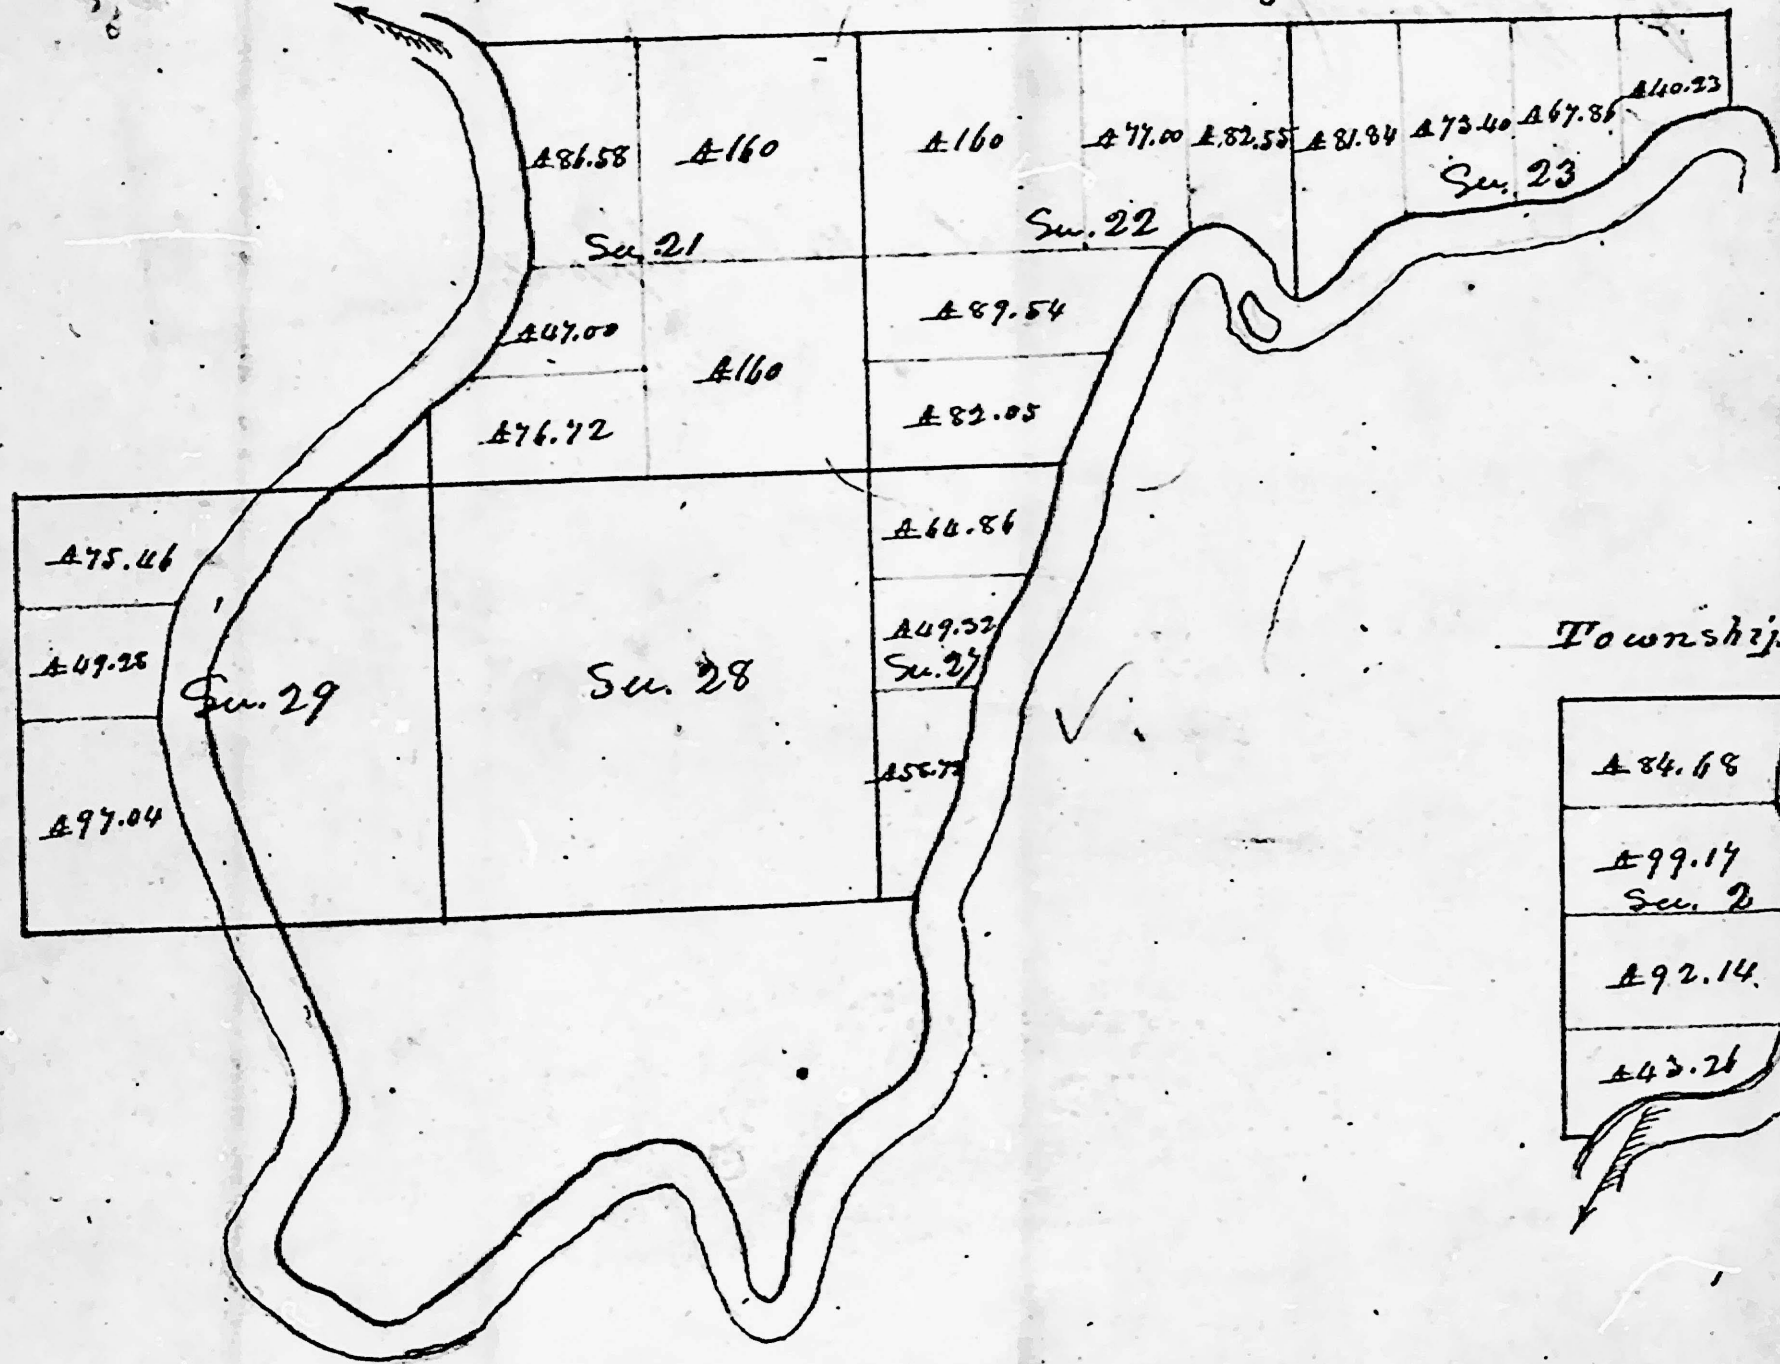 A86.58
A160
A160
A77.00
A82.55
A81.84
A73.40
A67.86
A40.23
Sec. 21
Sec. 22
Sec. 23
A47.00
A160
A76.72
A89.54
A82.05
A75.46
A49.28
Sec. 29
A97.04
Sec. 28
A64.86
A49.32
Sec. 27
Township
A84.68
A99.17
Sec. 2
A92.14
A43.26